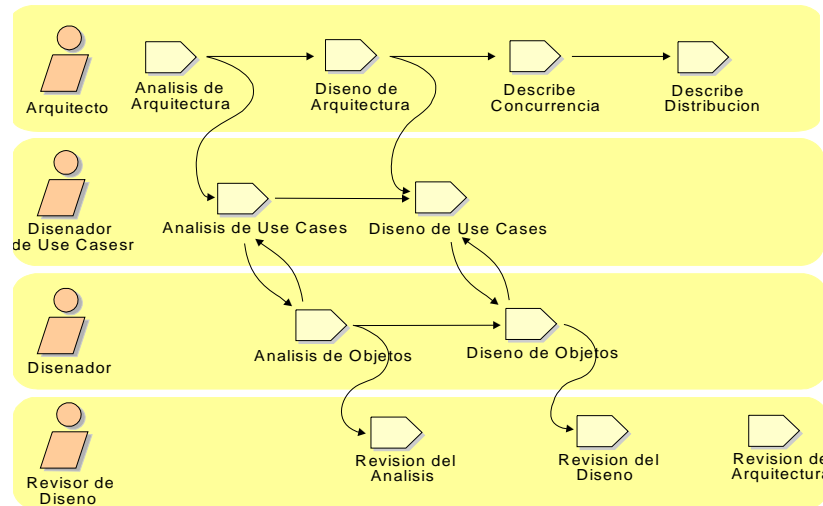 Arquitecto
Analisis de
Arquitectura
Diseno de
Arquitectura
Describe
Concurrencia
Describe
Distribucion
Disenador
de Use Casesr
Analisis de Use Cases
Diseno de Use Cases
Disenador
Analisis de Objetos
Diseno de Objetos
Revisor de
Diseno
Revision del
Analisis
Revision del
Diseno
Revision de
Arquitectura